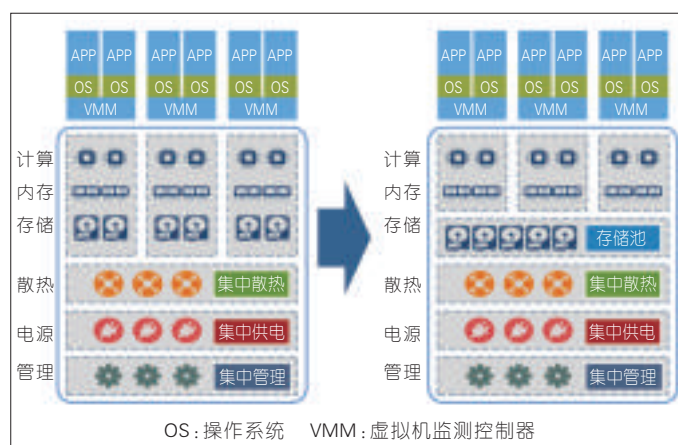 APP APP APP APP APP APP APP APP APP APP APP APP
OS OS OS OS OS OS OS OS OS OS OS OS
VMM VMM VMM VMM VMM VMM
计算 计算
内存 内存
存储 存储 存储池
散热 集中散热 散热 集中散热
电源 集中供电 电源 集中供电
管理 集中管理 管理 集中管理
OS:操作系统 VMM:虚拟机监测控制器